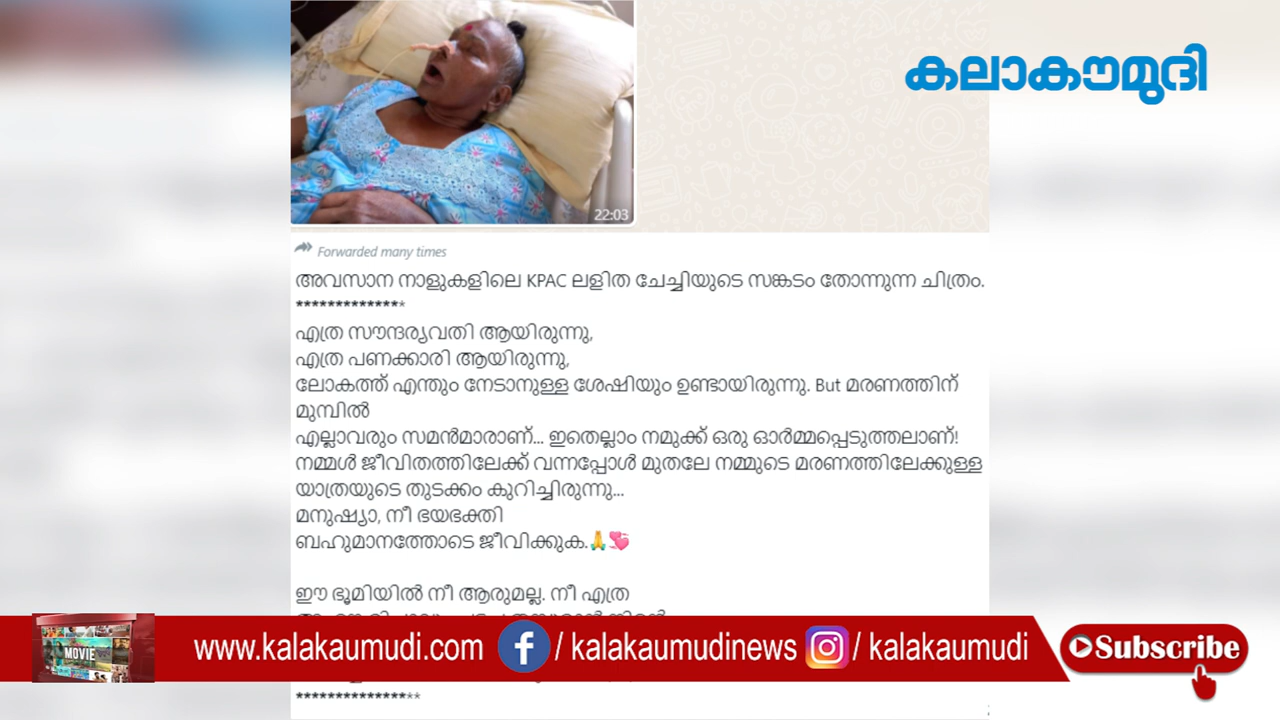 കലാകൗമുദി
22:03
Forwarded many times
അവസാന നാളുകളിലെ KPAC ലളിത ചേച്ചിയുടെ സങ്കടം തോന്നുന്ന ചിത്രം.
**************
എത്ര സൗന്ദര്യവതി ആയിരുന്നു,
എത്ര പണക്കാരി ആയിരുന്നു,
ലോകത്ത് എന്തും നേടാനുള്ള ശേഷിയും ഉണ്ടായിരുന്നു. But മരണത്തിന്
മുമ്പിൽ
എല്ലാവരും സമൻമാരാണ്... ഇതെല്ലാം നമുക്ക് ഒരു ഓർമ്മപ്പെടുത്തലാണ്!
നമ്മൾ ജീവിതത്തിലേക്ക് വന്നപ്പോൾ മുതലേ നമ്മുടെ മരണത്തിലേക്കുള്ള
യാത്രയുടെ തുടക്കം കുറിച്ചിരുന്നു...
മനുഷ്യാ, നീ ഭയഭക്തി
ബഹുമാനത്തോടെ ജീവിക്കുക.🙏💞
ഈ ഭൂമിയിൽ നീ ആരുമല്ല. നീ എത്ര
MOVIE
www.kalakaumudi.com f / kalakaumudinews / kalakaumudi
Subscribe
****************